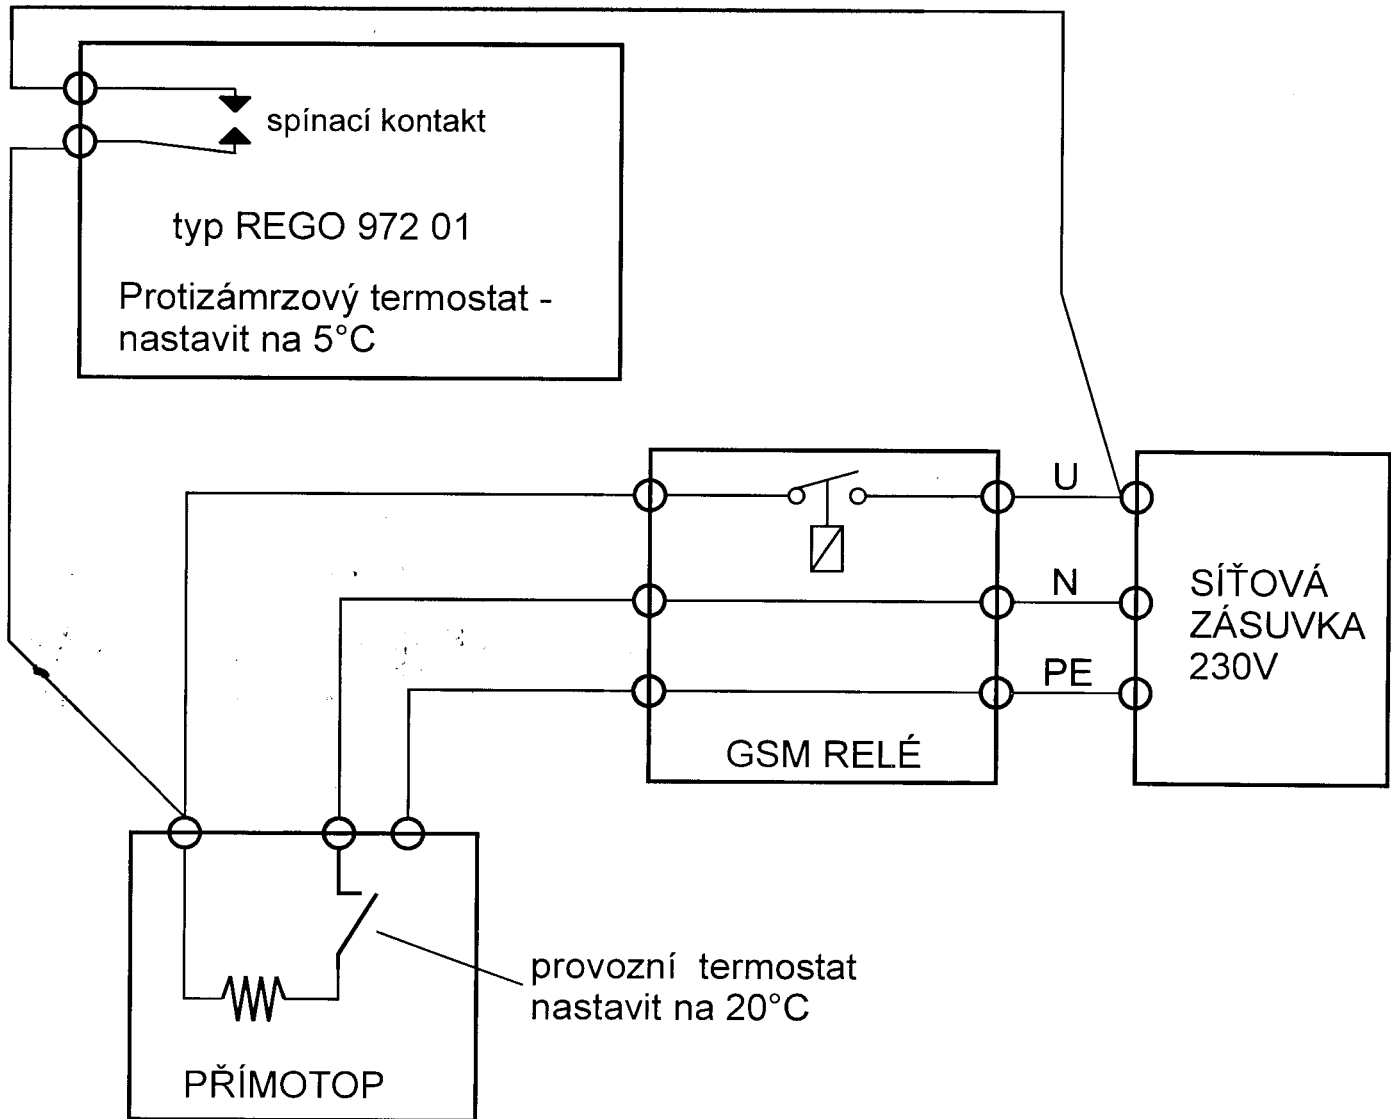 spínací kontakt
typ REGO 972 01
Protizámrzový termostat -
nastavit na 5°C
U
N
PE
SÍŤOVÁ
ZÁSUVKA
230V
GSM RELÉ
provozní termostat
nastavit na 20°C
PŘÍMOTOP